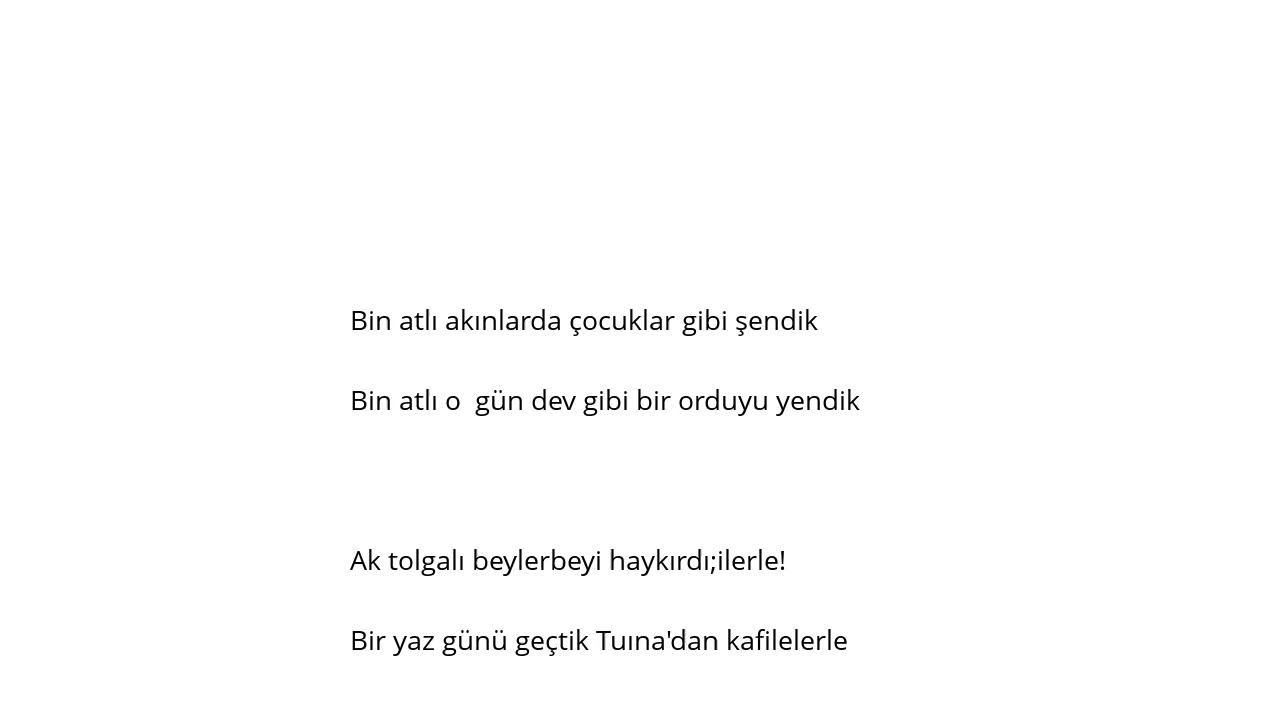 Bin atlı akınlarda çocuklar gibi şendik
Bin atlı o  gün dev gibi bir orduyu yendik
Ak tolgalı beylerbeyi haykırdı;ilerle!
Bir yaz günü geçtik Tuına'dan kafilelerle